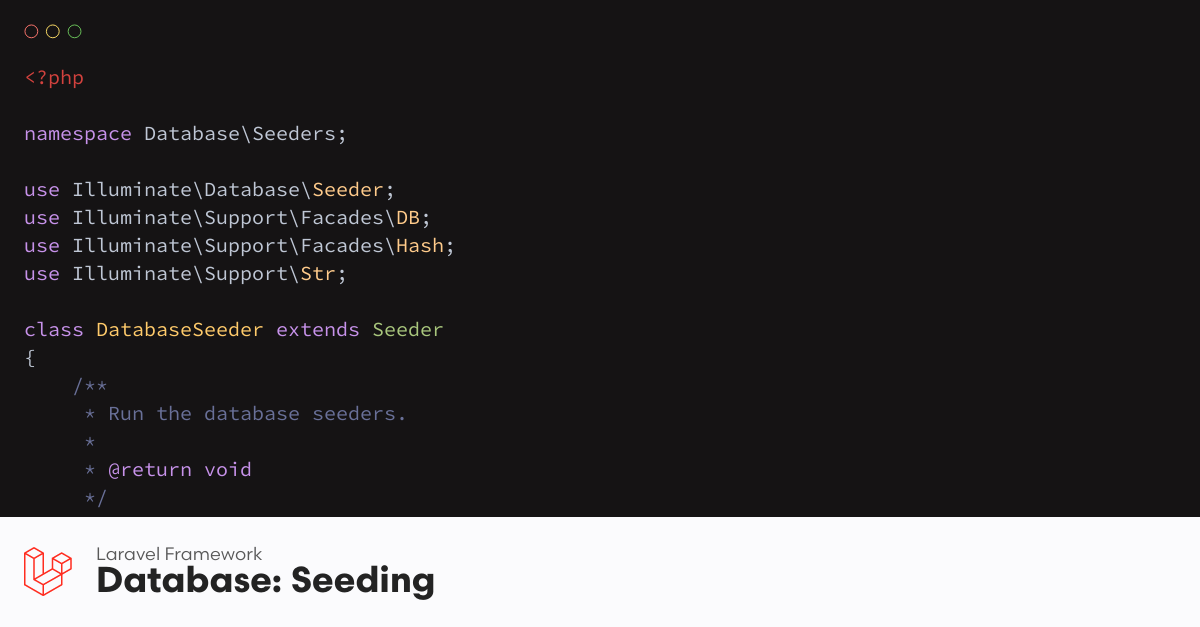 <?php
namespace Database\Seeders;
use Illuminate\Database\Seeder;
use Illuminate\Support\Facades\DB;
use Illuminate\Support\Facades\Hash;
use Illuminate\Support\Str;
class DatabaseSeeder extends Seeder
{
    /**
     * Run the database seeders.
     *
     * @return void
     */
Laravel Framework
Database: Seeding